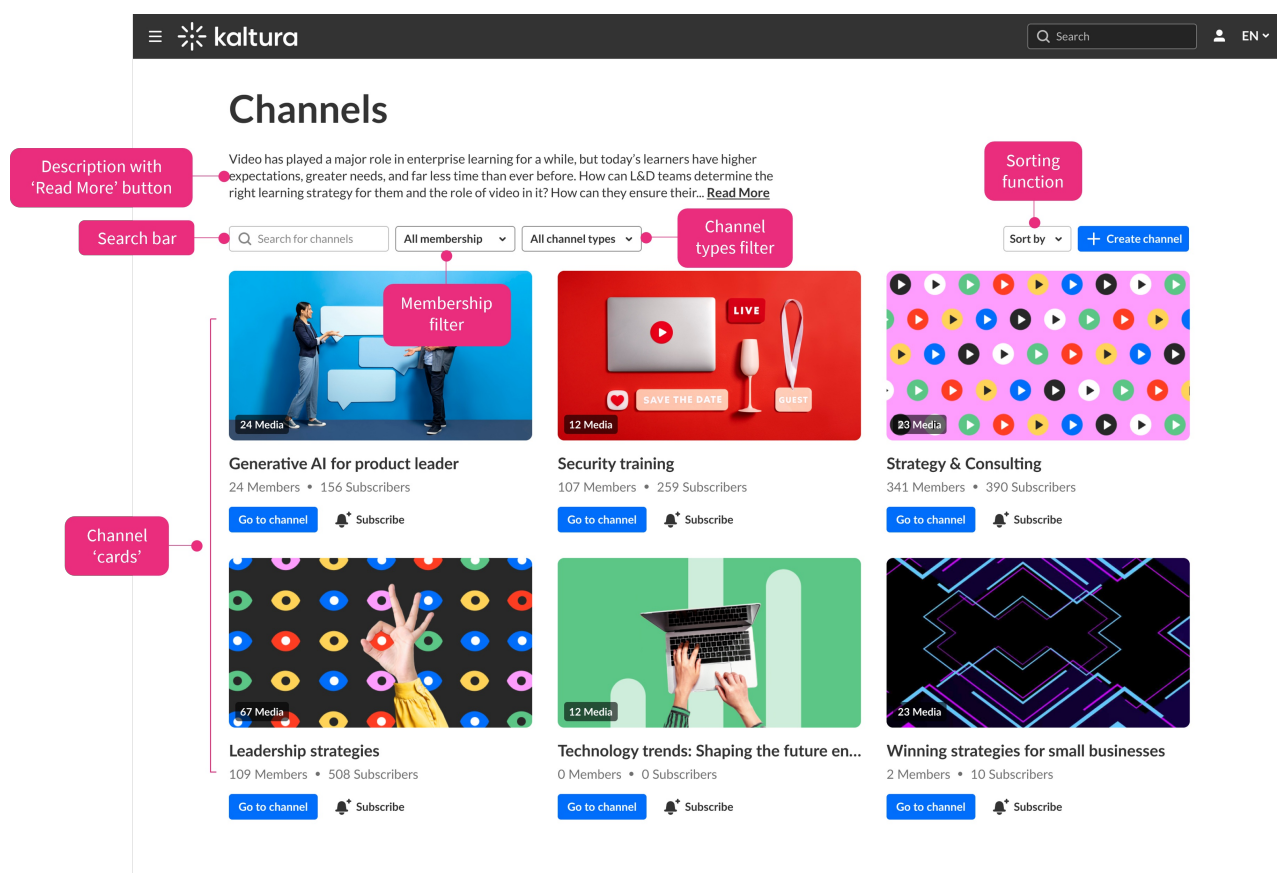 kaltura
Search
EN
Channels
Description with
‘Read More’ button
Video has played a major role in enterprise learning for a while, but today’s learners have higher
expectations, greater needs, and far less time than ever before. How can L&D teams determine the
right learning strategy for them and the role of video in it? How can they ensure their... Read More
Sorting
function
Search bar
Search for channels
All membership
All channel types
Channel
types filter
Sort by
Create channel
Membership
filter
LIVE
SAVE THE DATE
GUEST
24 Media
12 Media
23 Media
Generative AI for product leader
Security training
Strategy & Consulting
24 Members • 156 Subscribers
107 Members • 259 Subscribers
341 Members • 390 Subscribers
Go to channel
Subscribe
Go to channel
Subscribe
Go to channel
Subscribe
Channel
‘cards’
67 Media
12 Media
23 Media
Leadership strategies
Technology trends: Shaping the future en...
Winning strategies for small businesses
109 Members • 508 Subscribers
0 Members • 0 Subscribers
2 Members • 10 Subscribers
Go to channel
Subscribe
Go to channel
Subscribe
Go to channel
Subscribe